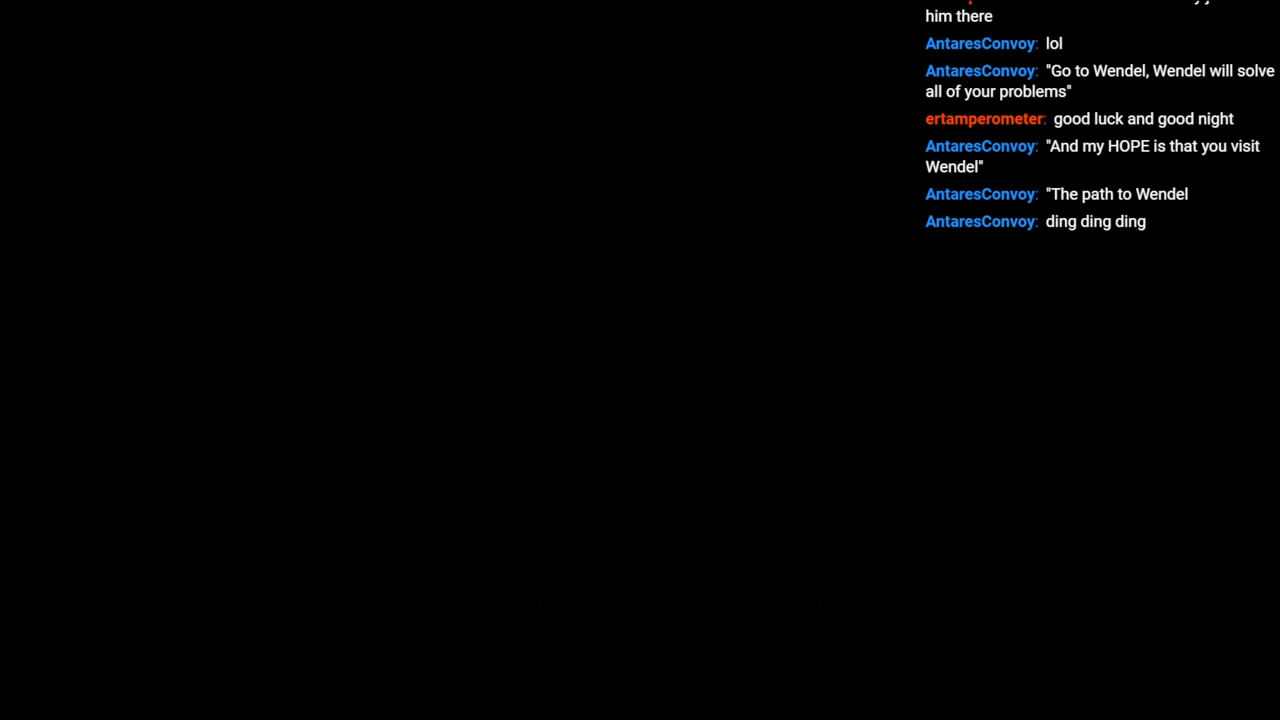 him there
AntaresConvoy: lol
AntaresConvoy: "Go to Wendel, Wendel will solve
all of your problems"
ertamperometer: good luck and good night
AntaresConvoy: "And my HOPE is that you visit
Wendel"
AntaresConvoy: "The path to Wendel
AntaresConvoy: ding ding ding